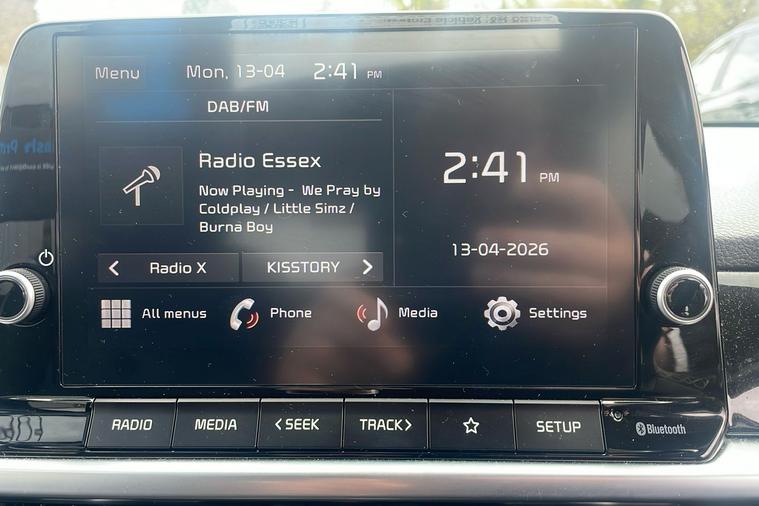 Menu Mon, 13-04 2:41 PM
DAB/FM
Radio Essex
Now Playing - We Pray by
Coldplay / Little Simz /
Burna Boy
< Radio X
KISSTORY >
2:41 PM
13-04-2026
All menus
Phone
Media
Settings
RADIO
MEDIA
< SEEK
TRACK >
SETUP
Bluetooth